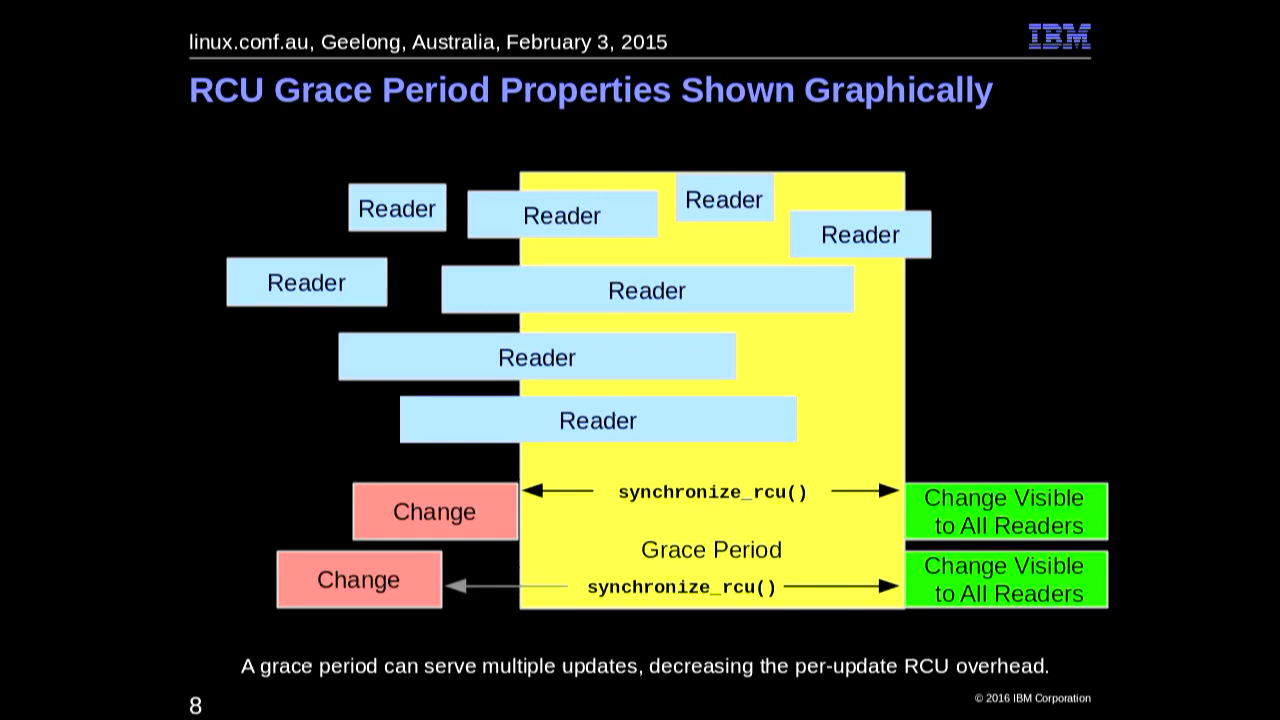 linux.conf.au, Geelong, Australia, February 3, 2015
IBM
RCU Grace Period Properties Shown Graphically
Reader
Reader
Reader
Reader
Reader
Reader
Reader
Reader
synchronize_rcu()
Change
Change Visible
to All Readers
Grace Period
Change
synchronize_rcu()
Change Visible
to All Readers
A grace period can serve multiple updates, decreasing the per-update RCU overhead.
8
© 2016 IBM Corporation